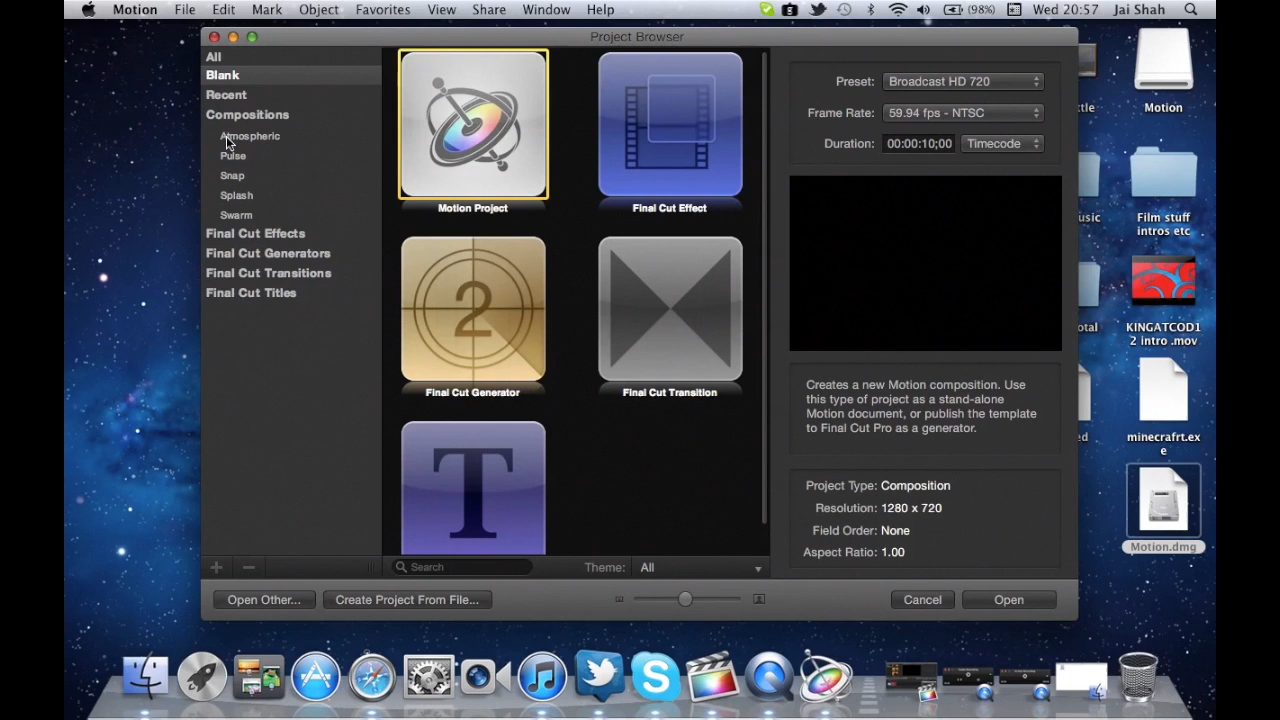 Motion File Edit Mark Object Favorites View Share Window Help (98%) Wed 20:57 Jai Shah
Project Browser
All
Blank
Recent
Compositions
Atmospheric
Pulse
Snap
Splash
Swarm
Final Cut Effects
Final Cut Generators
Final Cut Transitions
Final Cut Titles
Motion Project
Final Cut Effect
2
Final Cut Generator
Final Cut Transition
T
Search
Theme: All
Preset: Broadcast HD 720
Frame Rate: 59.94 fps - NTSC
Duration: 00:00:10;00 Timecode
Creates a new Motion composition. Use
this type of project as a stand-alone
Motion document, or publish the template
to Final Cut Pro as a generator.
Project Type: Composition
Resolution: 1280 x 720
Field Order: None
Aspect Ratio: 1.00
Open Other...
Create Project From File...
Cancel
Open
Motion
Film stuff
intros etc
KINGATCOD1
2 intro .mov
minecrafrt.ex
e
Motion.dmg